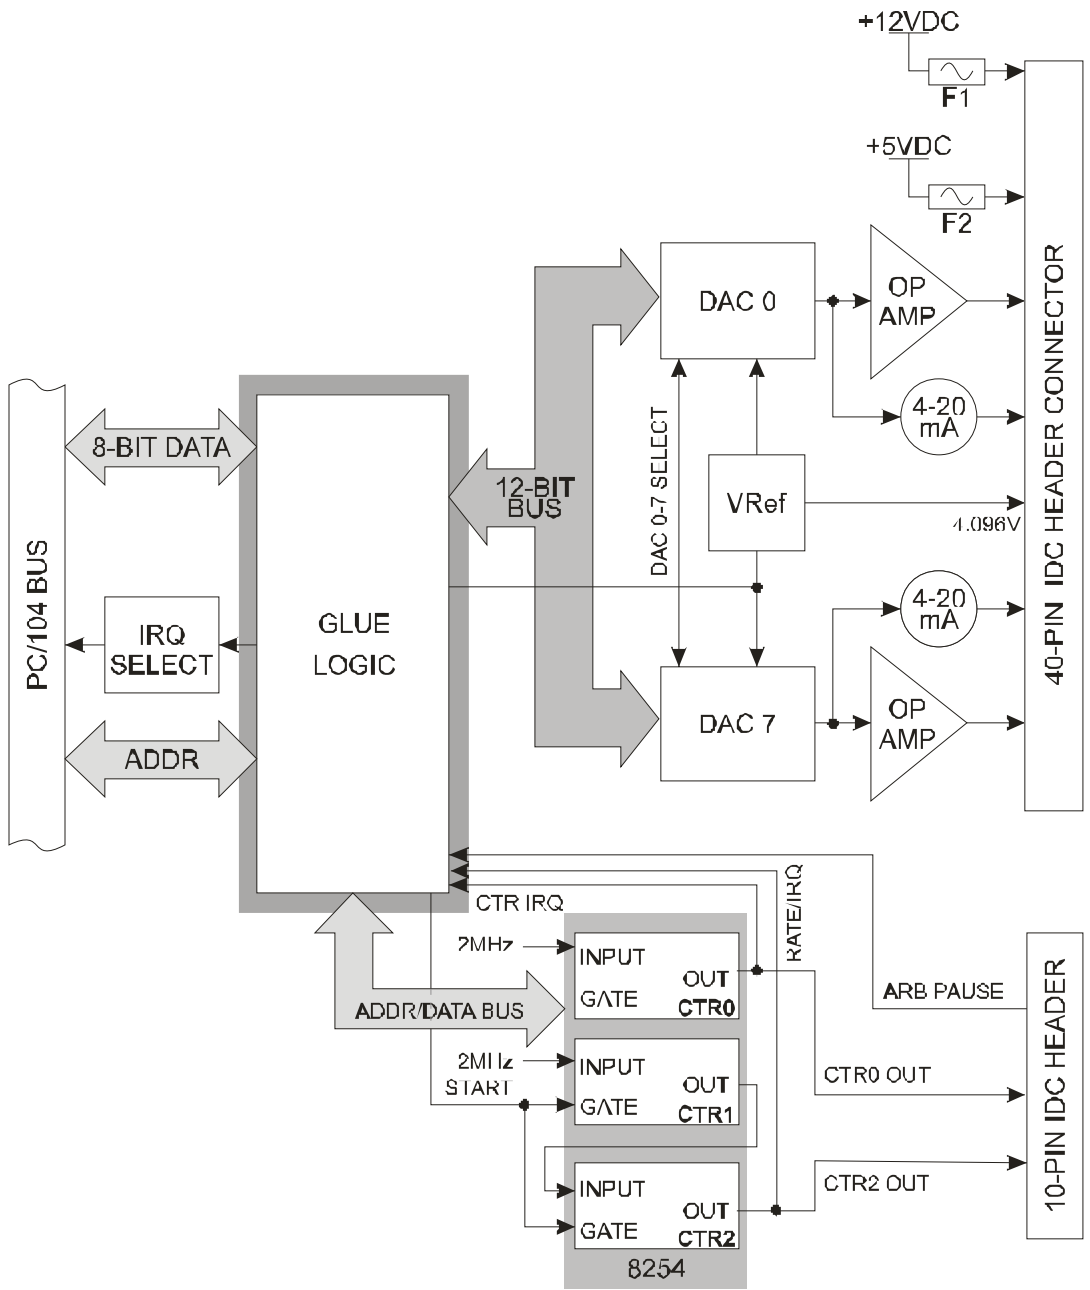 +12VDC
F1
+5VDC
F2
DAC 0
OP
AMP
4-20
mA
8-BIT DATA
12-BIT
BUS
DAC 0-7 SELECT
VRef
4.096V
40-PIN IDC HEADER CONNECTOR
PC/104 BUS
IRQ
SELECT
GLUE
LOGIC
4-20
mA
ADDR
DAC 7
OP
AMP
CTR IRQ
RATE/IRQ
2MHz
INPUT
OUT
GATE
CTR0
ARB PAUSE
ADDR/DATA BUS
2MHz
INPUT
START
OUT
GATE
CTR1
CTR0 OUT
10-PIN IDC HEADER
INPUT
OUT
GATE
CTR2
CTR2 OUT
8254